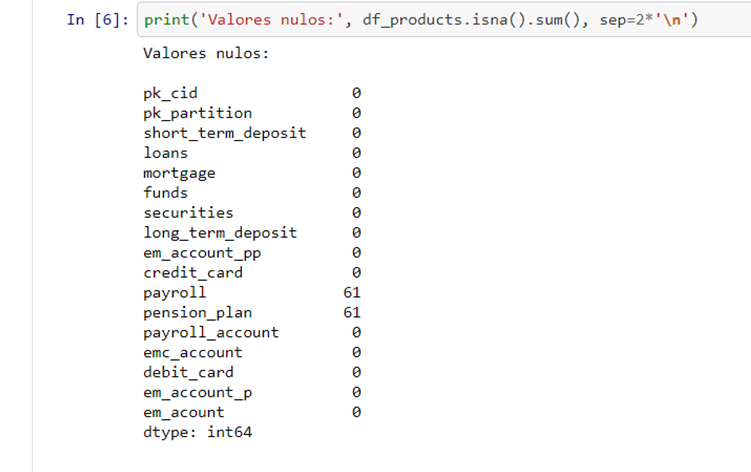 In [6]: print('Valores nulos:', df_products.isna().sum(), sep=2*'\n')
Valores nulos:
pk_cid 0
pk_partition 0
short_term_deposit 0
loans 0
mortgage 0
funds 0
securities 0
long_term_deposit 0
em_account_pp 0
credit_card 0
payroll 61
pension_plan 61
payroll_account 0
emc_account 0
debit_card 0
em_account_p 0
em_acount 0
dtype: int64